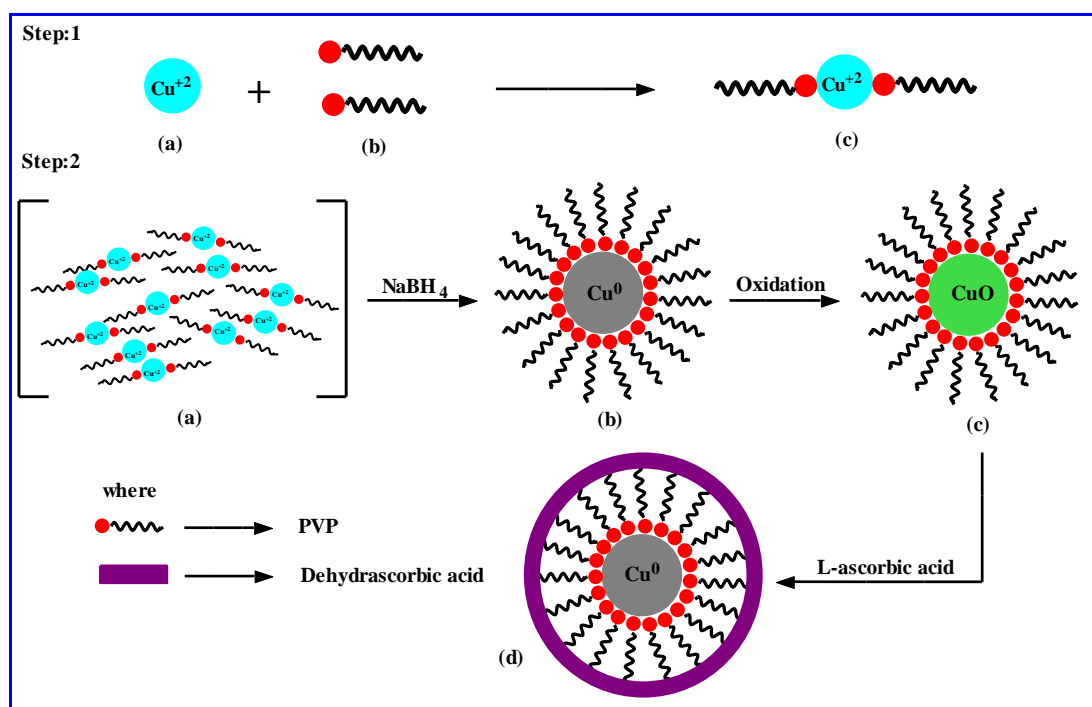 Step:1
Cu+2 + Cu+2
(a) (b) (c)
Step:2
Cu+2
Cu+2
Cu+2
Cu+2
Cu+2
Cu+2
Cu+2
Cu+2
Cu+2
Cu+2
Cu+2
NaBH4
Cu0
Oxidation
CuO
(a) (b) (c)
where
PVP
Dehydrascorbic acid
Cu0
L-ascorbic acid
(d)